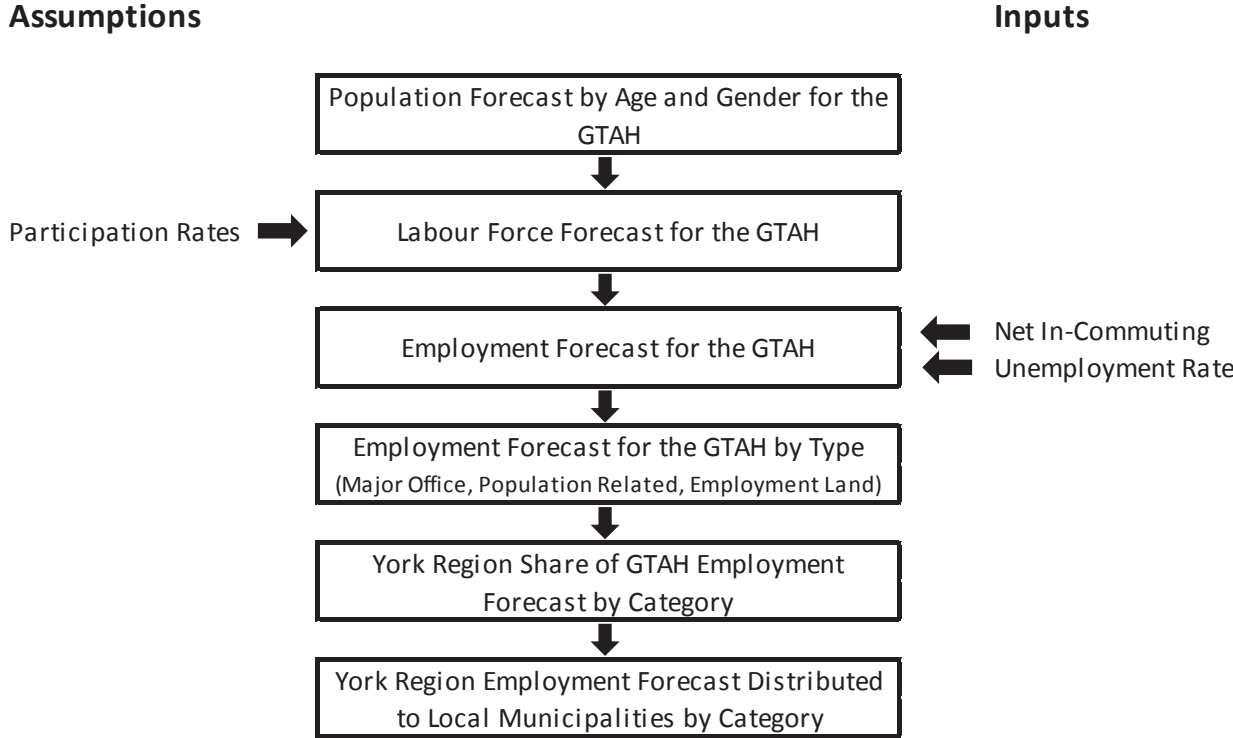 Assumptions
Inputs
Population Forecast by Age and Gender for the
GTAH
Participation Rates
Labour Force Forecast for the GTAH
Employment Forecast for the GTAH
Net In-Commuting
Unemployment Rate
Employment Forecast for the GTAH by Type
(Major Office, Population Related, Employment Land)
York Region Share of GTAH Employment
Forecast by Category
York Region Employment Forecast Distributed
to Local Municipalities by Category